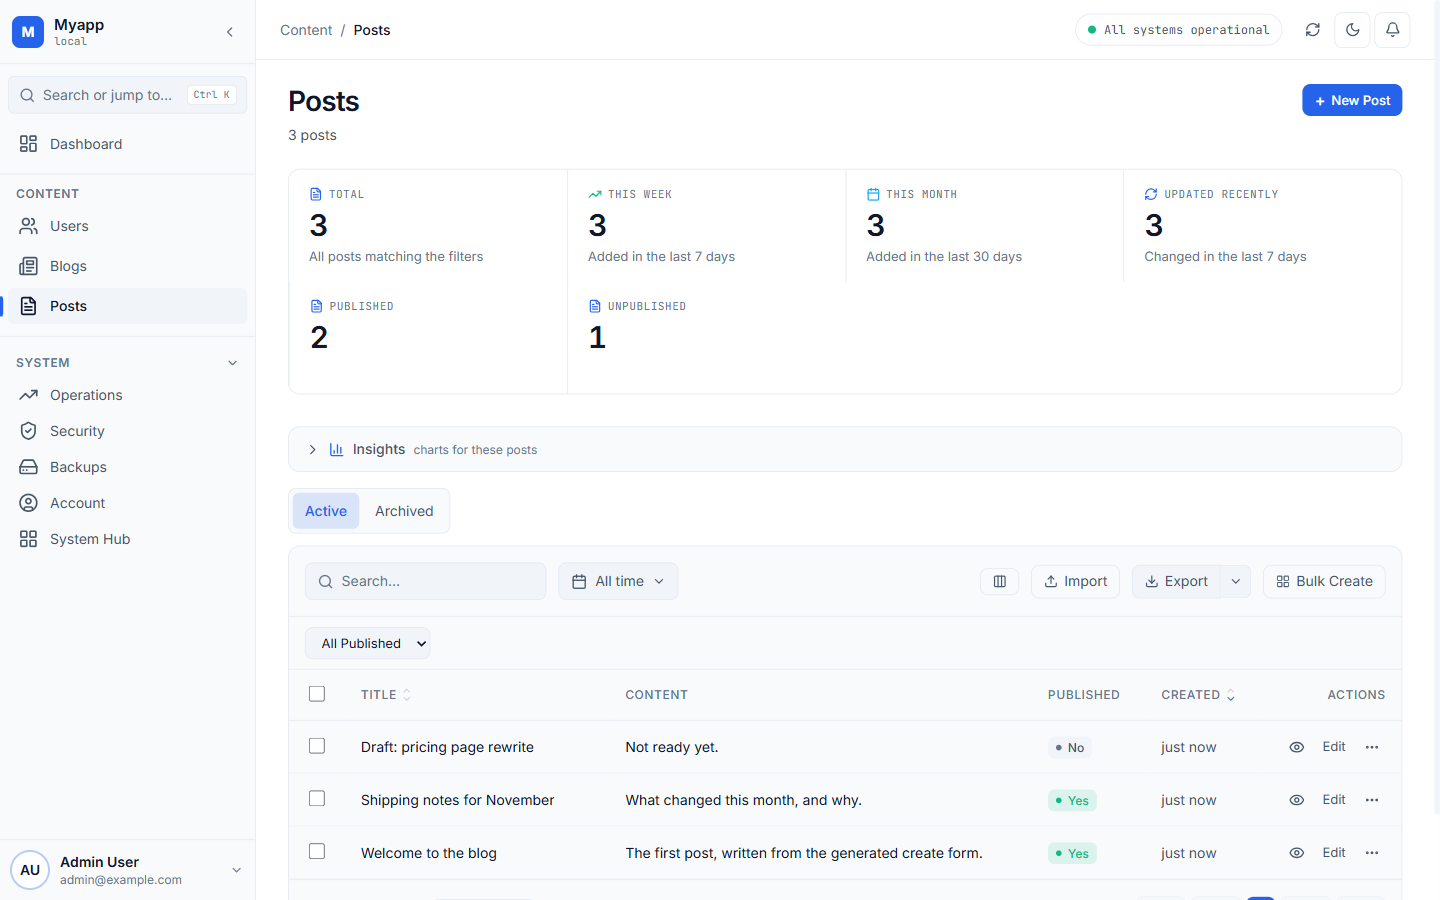 M
Myapp
local
Search or jump to...
Ctrl K
Dashboard
CONTENT
Users
Blogs
Posts
SYSTEM
Operations
Security
Backups
Account
System Hub
AU
Admin User
admin@example.com
Content / Posts
All systems operational
Posts
+ New Post
3 posts
TOTAL
3
All posts matching the filters
THIS WEEK
3
Added in the last 7 days
THIS MONTH
3
Added in the last 30 days
UPDATED RECENTLY
3
Changed in the last 7 days
PUBLISHED
2
UNPUBLISHED
1
Insights charts for these posts
Active Archived
Search... All time Import Export Bulk Create
All Published
TITLE CONTENT PUBLISHED CREATED ACTIONS
Draft: pricing page rewrite Not ready yet. No just now Edit
Shipping notes for November What changed this month, and why. Yes just now Edit
Welcome to the blog The first post, written from the generated create form. Yes just now Edit